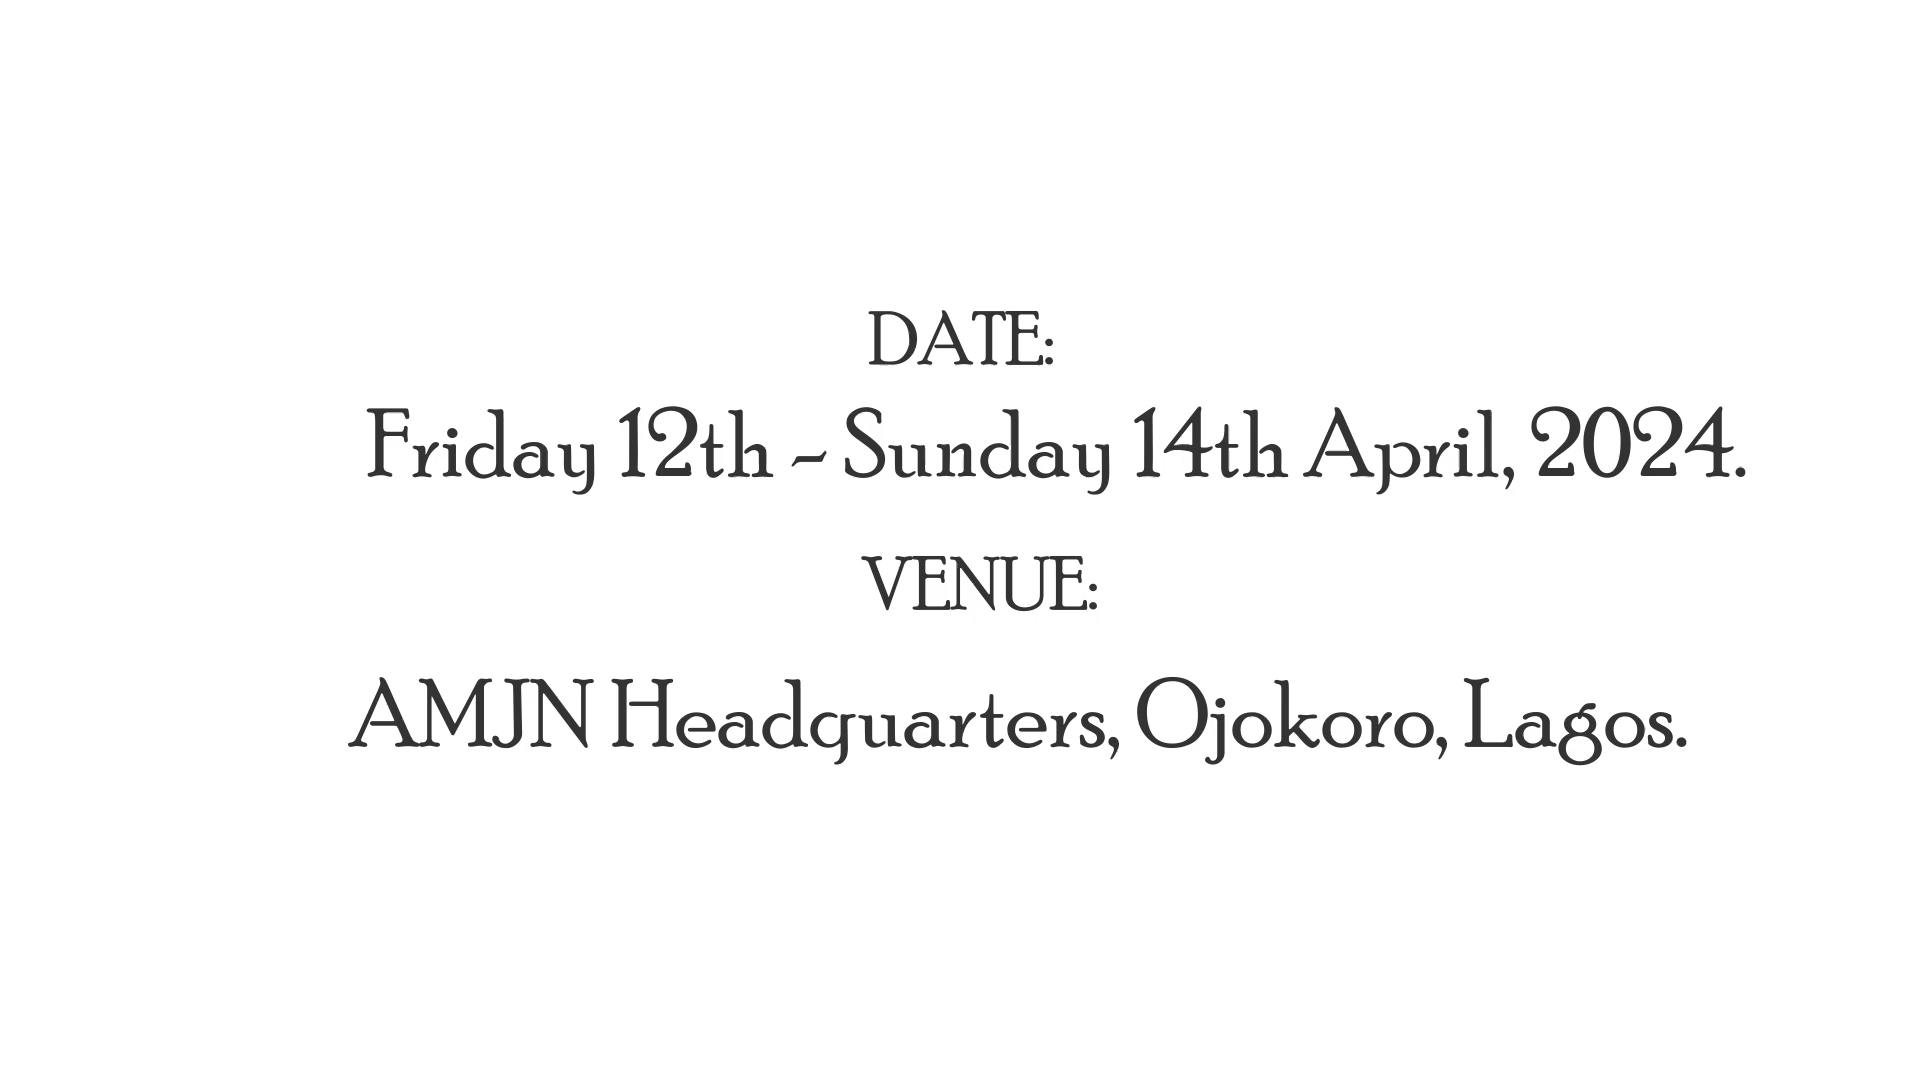 DATE:
Friday 12th - Sunday 14th April, 2024.
VENUE:
AMJN Headquarters, Ojokoro, Lagos.